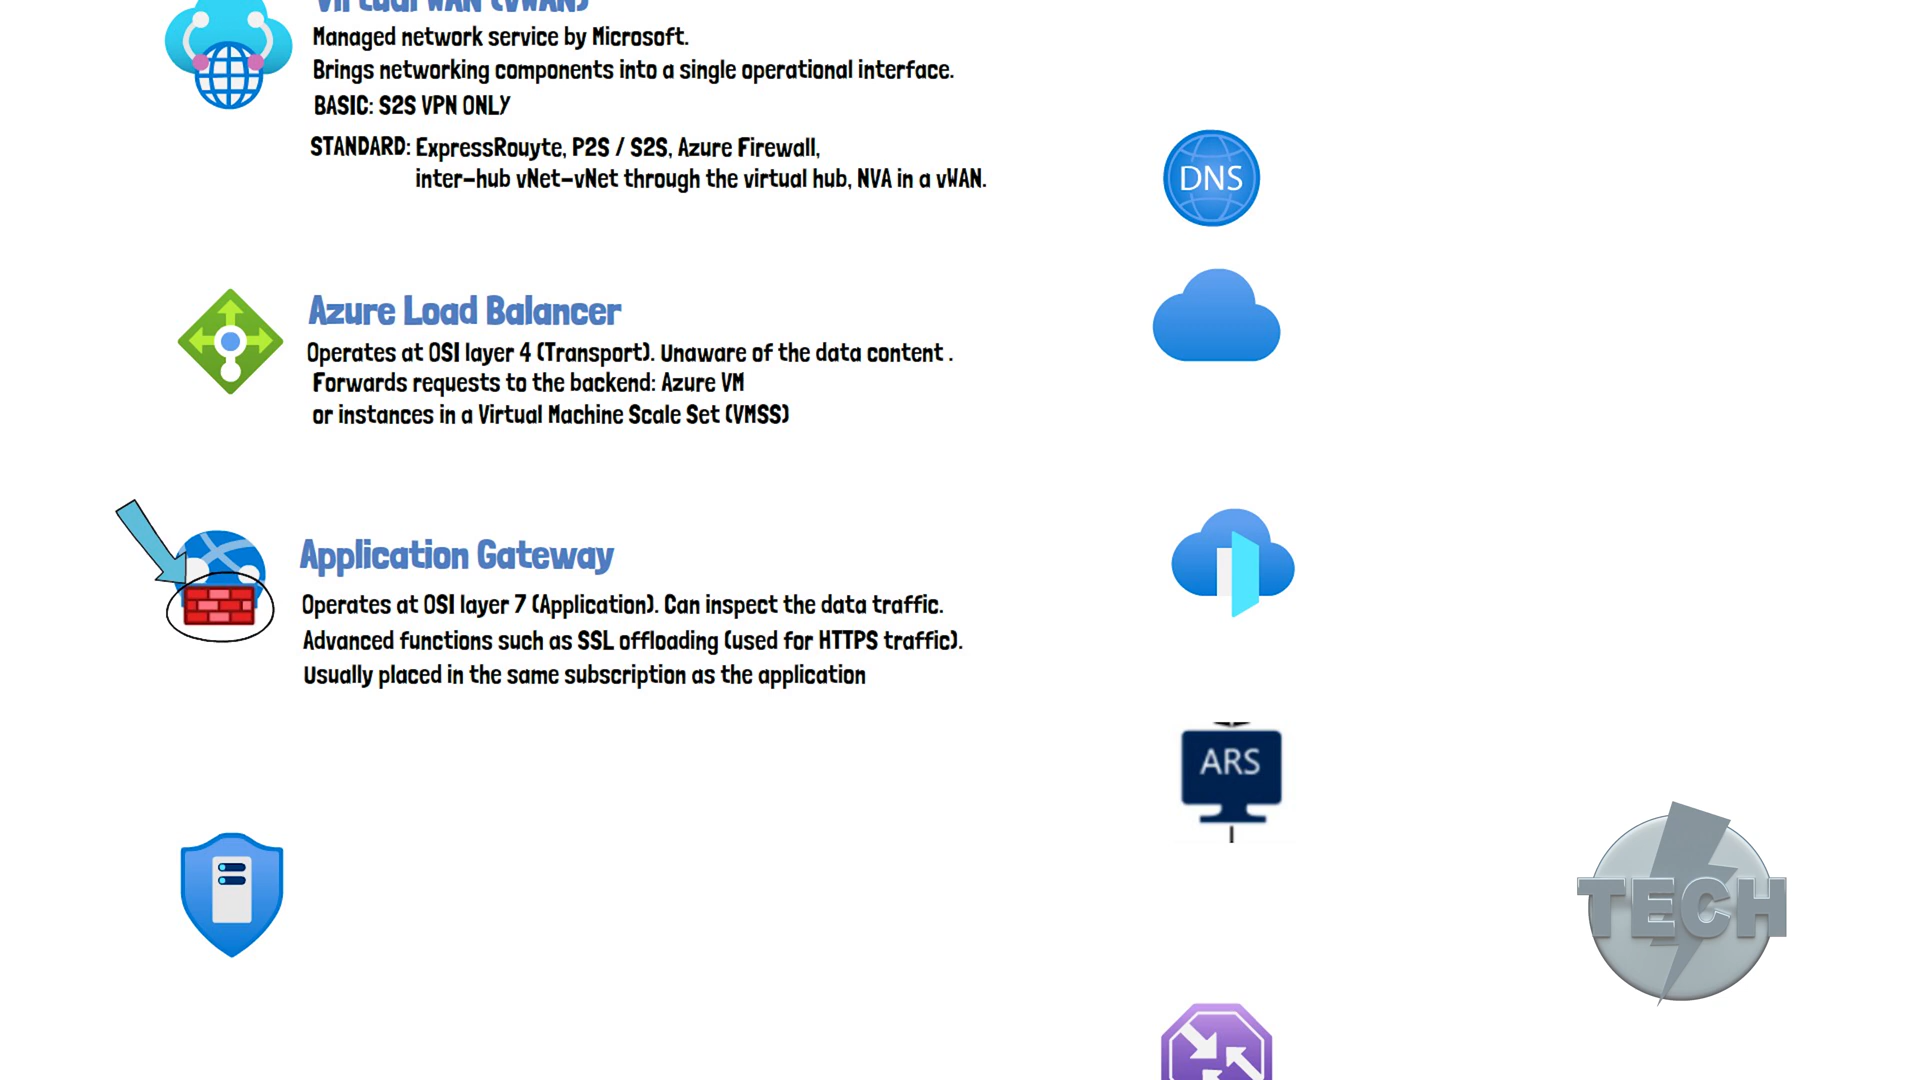 Virtual WAN (vWAN)
Managed network service by Microsoft.
Brings networking components into a single operational interface.
BASIC: S2S VPN ONLY
STANDARD: ExpressRouyte, P2S / S2S, Azure Firewall,
inter-hub vNet-vNet through the virtual hub, NVA in a vWAN.
Azure Load Balancer
Operates at OSI layer 4 (Transport). Unaware of the data content .
Forwards requests to the backend: Azure VM
or instances in a Virtual Machine Scale Set (VMSS)
Application Gateway
Operates at OSI layer 7 (Application). Can inspect the data traffic.
Advanced functions such as SSL offloading (used for HTTPS traffic).
Usually placed in the same subscription as the application
DNS
ARS
TECH